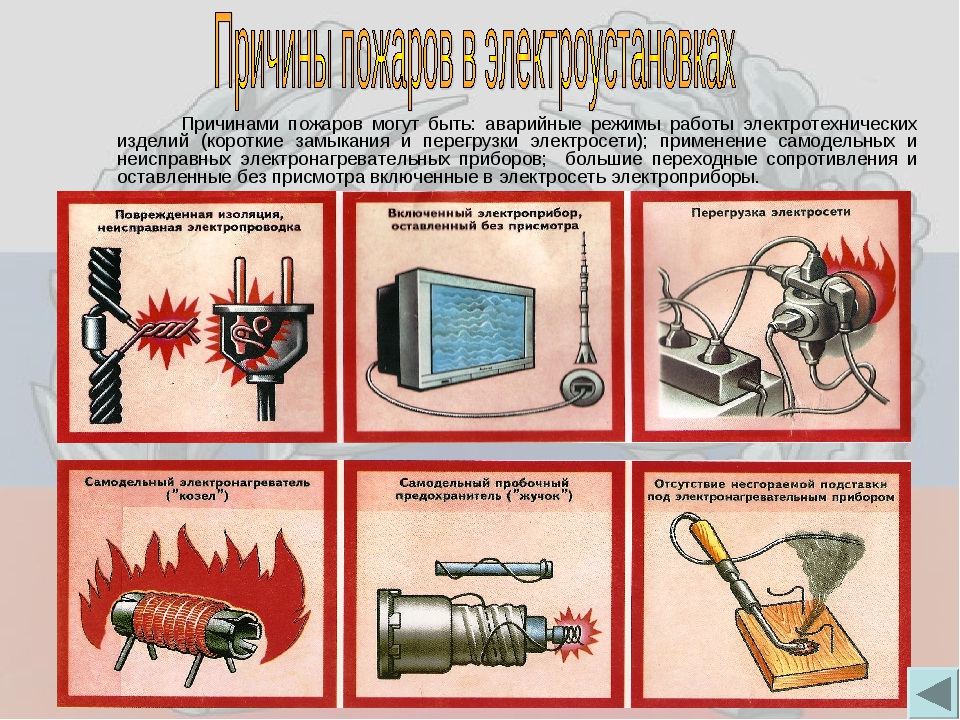 Причины пожаров в электроустановках
Причинами пожаров могут быть: аварийные режимы работы электротехнических
изделий (короткие замыкания и перегрузки электросети); применение самодельных и
неисправных электронагревательных приборов; большие переходные сопротивления и
оставленные без присмотра включенные в электросеть электроприборы.
Поврежденная изоляция,
неисправная электропроводка
Включенный электроприбор,
оставленный без присмотра
Перегрузка электросети
Самодельный электронагреватель
("козел")
Самодельный пробочный
предохранитель ("жучок")
Отсутствие несгораемой подставки
под электронагревательным прибором